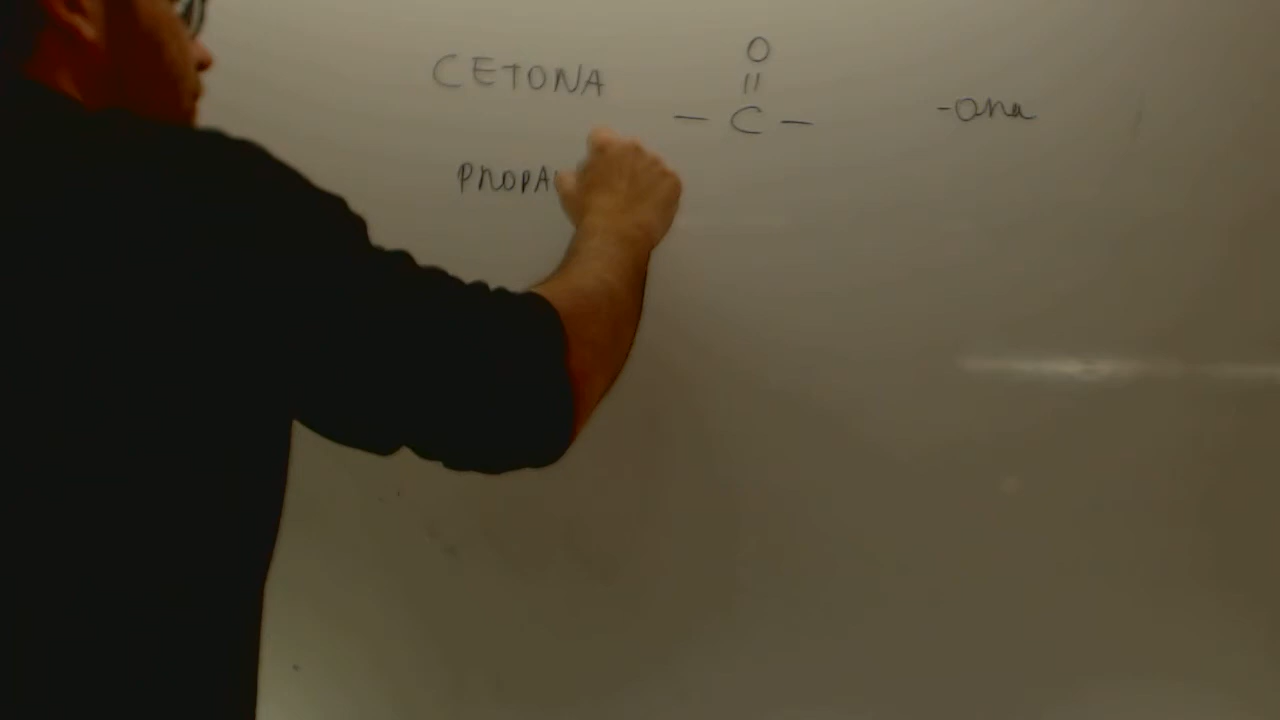 CETONA
O
||
— C —
-ona
PROPA